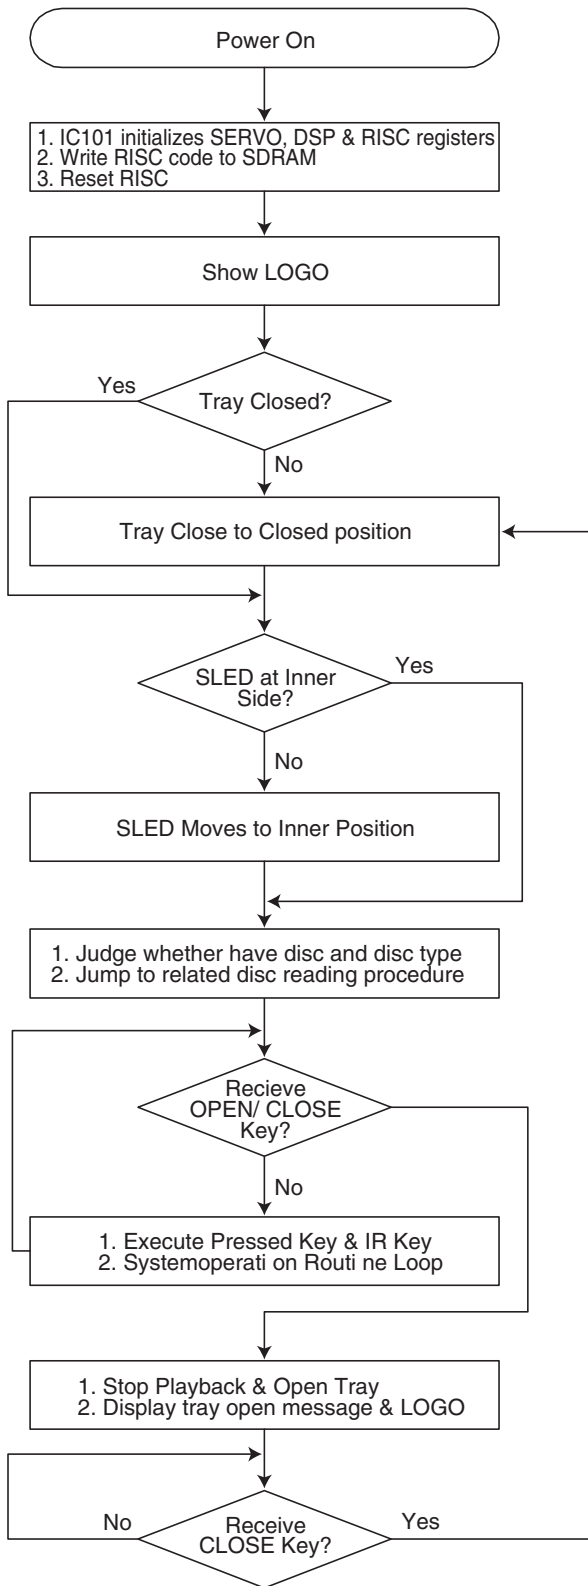 Power On
1. IC101 initializes SERVO, DSP & RISC registers
2. Write RISC code to SDRAM
3. Reset RISC
Show LOGO
Yes
Tray Closed?
No
Tray Close to Closed position
SLED at Inner
Side?
Yes
No
SLED Moves to Inner Position
1. Judge whether have disc and disc type
2. Jump to related disc reading procedure
Recieve
OPEN/ CLOSE
Key?
No
1. Execute Pressed Key & IR Key
2. Systemoperati on Routi ne Loop
1. Stop Playback & Open Tray
2. Display tray open message & LOGO
No
Receive
CLOSE Key?
Yes